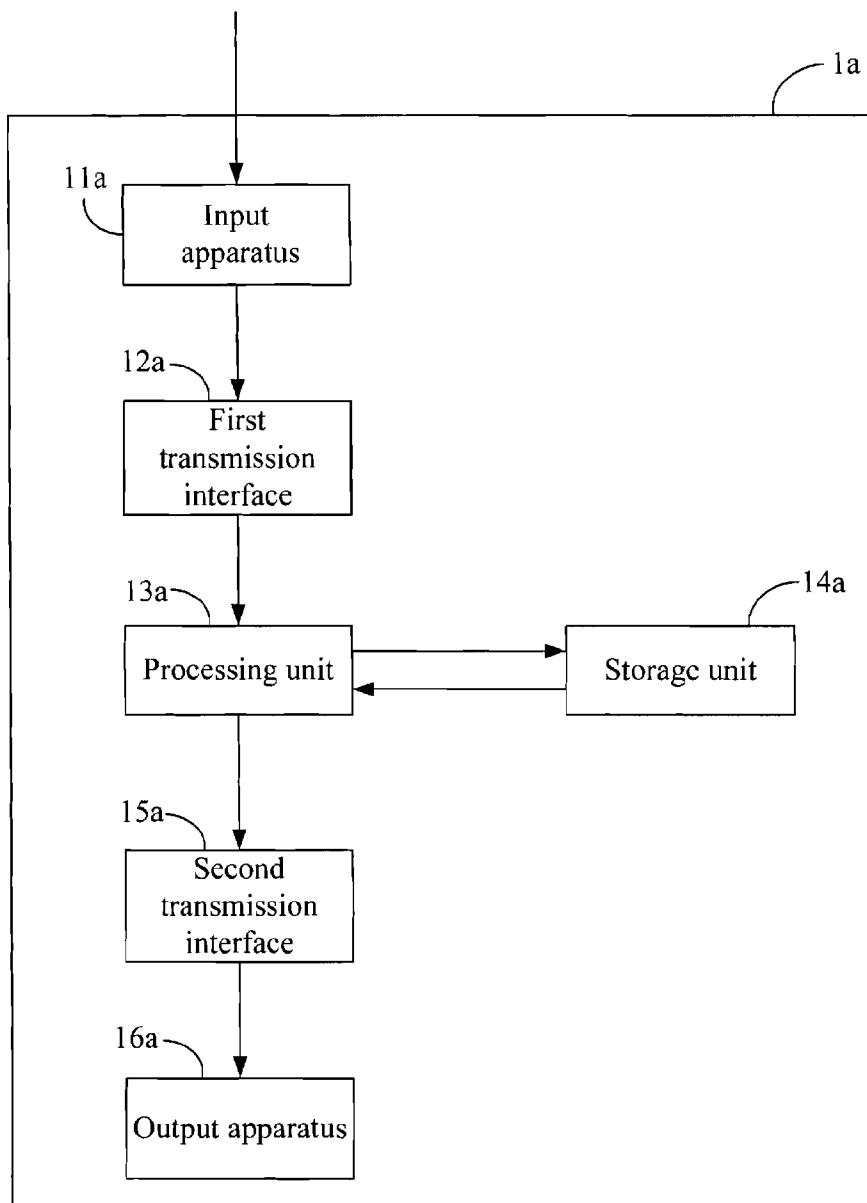 1a
11a
Input
apparatus
12a
First
transmission
interface
13a
Processing unit
14a
Storage unit
15a
Second
transmission
interface
16a
Output apparatus